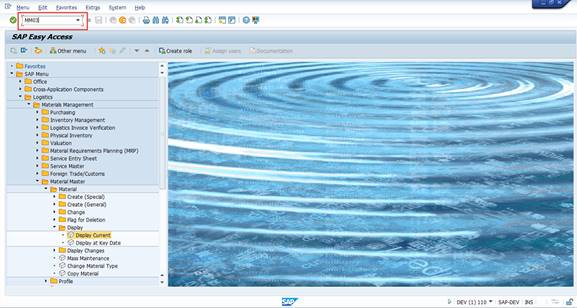 Menu Edit Favorites Extras System Help
MM03
SAP Easy Access
Other menu Create role Assign users Documentation
Favorites
SAP Menu
Office
Cross-Application Components
Logistics
Materials Management
Purchasing
Inventory Management
Logistics Invoice Verification
Physical Inventory
Valuation
Material Requirements Planning (MRP)
Service Entry Sheet
Service Master
Foreign Trade/Customs
Material Master
Material
Create (Special)
Create (General)
Change
Flag for Deletion
Display
Display Current
Display at Key Date
Display Changes
Mass Maintenance
Change Material Type
Copy Material
Profile
SAP
DEV (1) 110 SAP-DEV INS